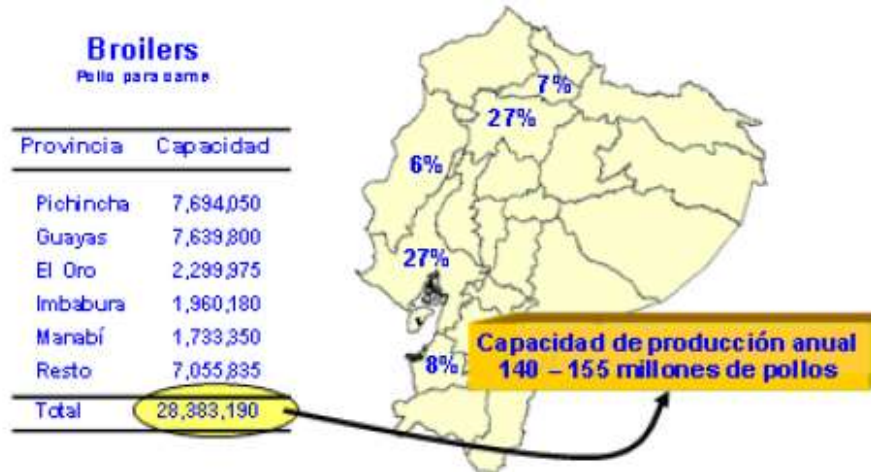 Broilers
Pollo para carne
Provincia Capacidad
Pichincha 7,694,050
Guayas 7,639,800
El Oro 2,299,975
Imbabura 1,960,180
Manabí 1,733,350
Resto 7,055,835
Total 28,383,190
7%
27%
6%
27%
8%
Capacidad de producción anual
140 – 155 millones de pollos